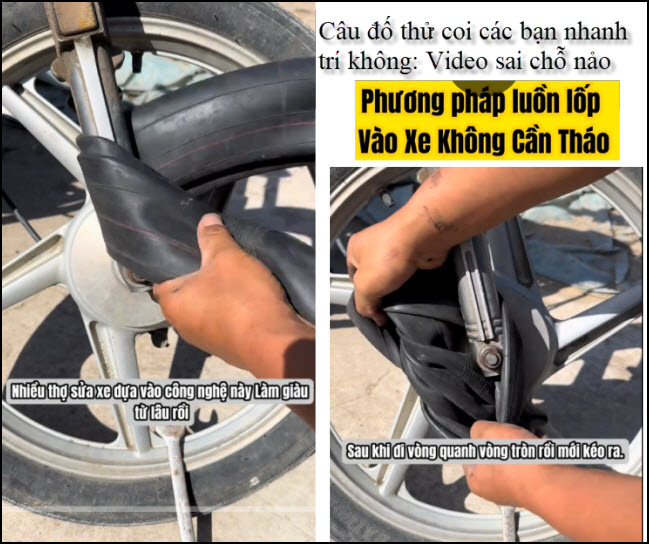 Câu đố thử coi các bạn nhanh
trí không: Video sai chỗ nảo
Phương pháp luồn lốp
Vào Xe Không Cần Tháo
Nhiều thợ sửa xe dựa vào công nghệ này Làm giàu
từ lâu rồi
Sau khi đi vòng quanh vòng tròn rồi mới kéo ra.